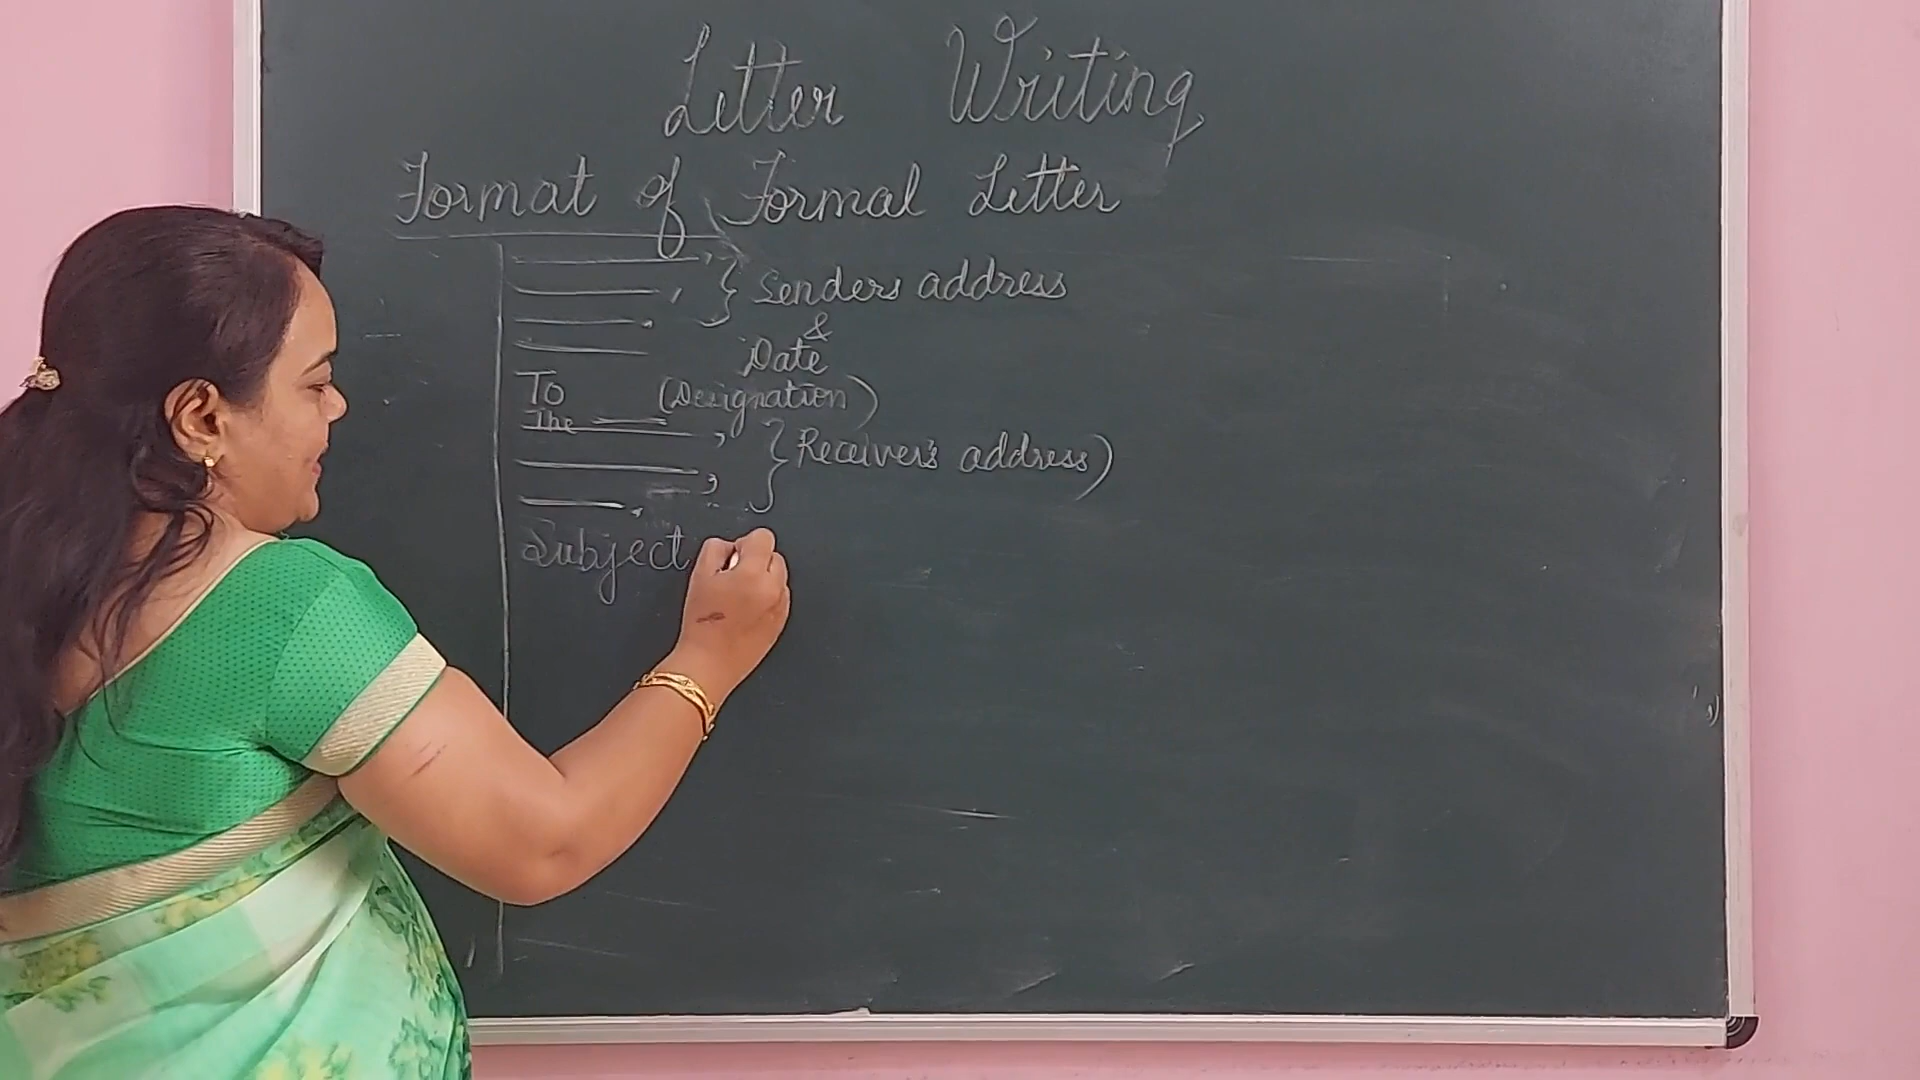 Letter Writing
Format of Formal Letter
Senders address
&
Date
To (Designation)
The
Receiver's address)
Subject